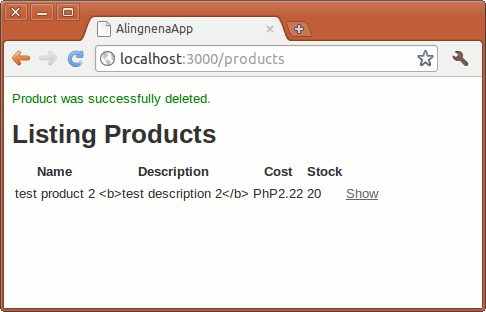 AlingnenaApp
localhost:3000/products
Product was successfully deleted.
Listing Products
Name Description Cost Stock
test product 2 <b>test description 2</b> PhP2.22 20 Show